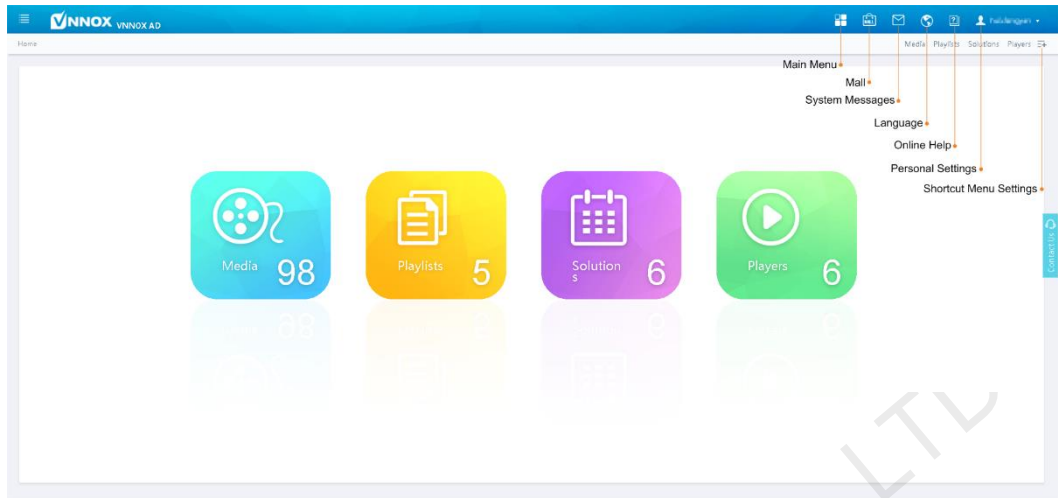 VNNOX VNNOX AD
Home
Media Playlists Solutions Players
Main Menu
Mall
System Messages
Language
Online Help
Personal Settings
Shortcut Menu Settings
Contact Us
Media 98
Playlists 5
Solution
s 6
Players 6
LTD